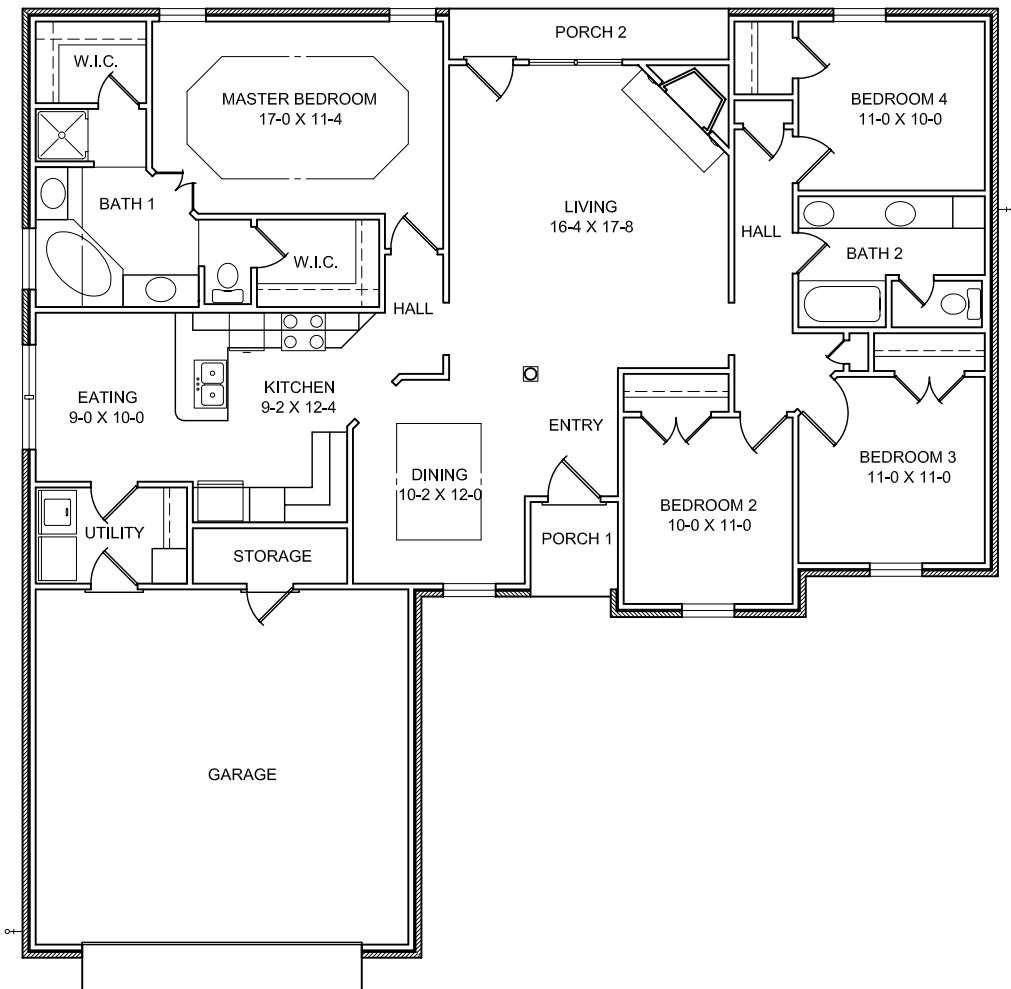 PORCH 2
W.I.C.
MASTER BEDROOM
17-0 X 11-4
BEDROOM 4
11-0 X 10-0
BATH 1
LIVING
16-4 X 17-8
HALL
BATH 2
W.I.C.
HALL
EATING
9-0 X 10-0
KITCHEN
9-2 X 12-4
ENTRY
DINING
10-2 X 12-0
BEDROOM 3
11-0 X 11-0
BEDROOM 2
10-0 X 11-0
UTILITY
STORAGE
PORCH 1
GARAGE